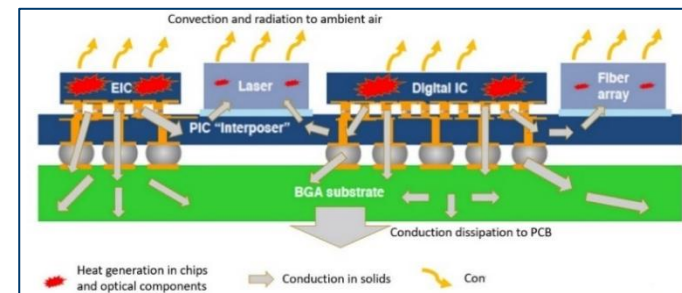 Convection and radiation to ambient air
EIC
Laser
Digital IC
Fiber
array
PIC "Interposer"
BGA substrate
Conduction dissipation to PCB
Heat generation in chips
and optical components
Conduction in solids
Con